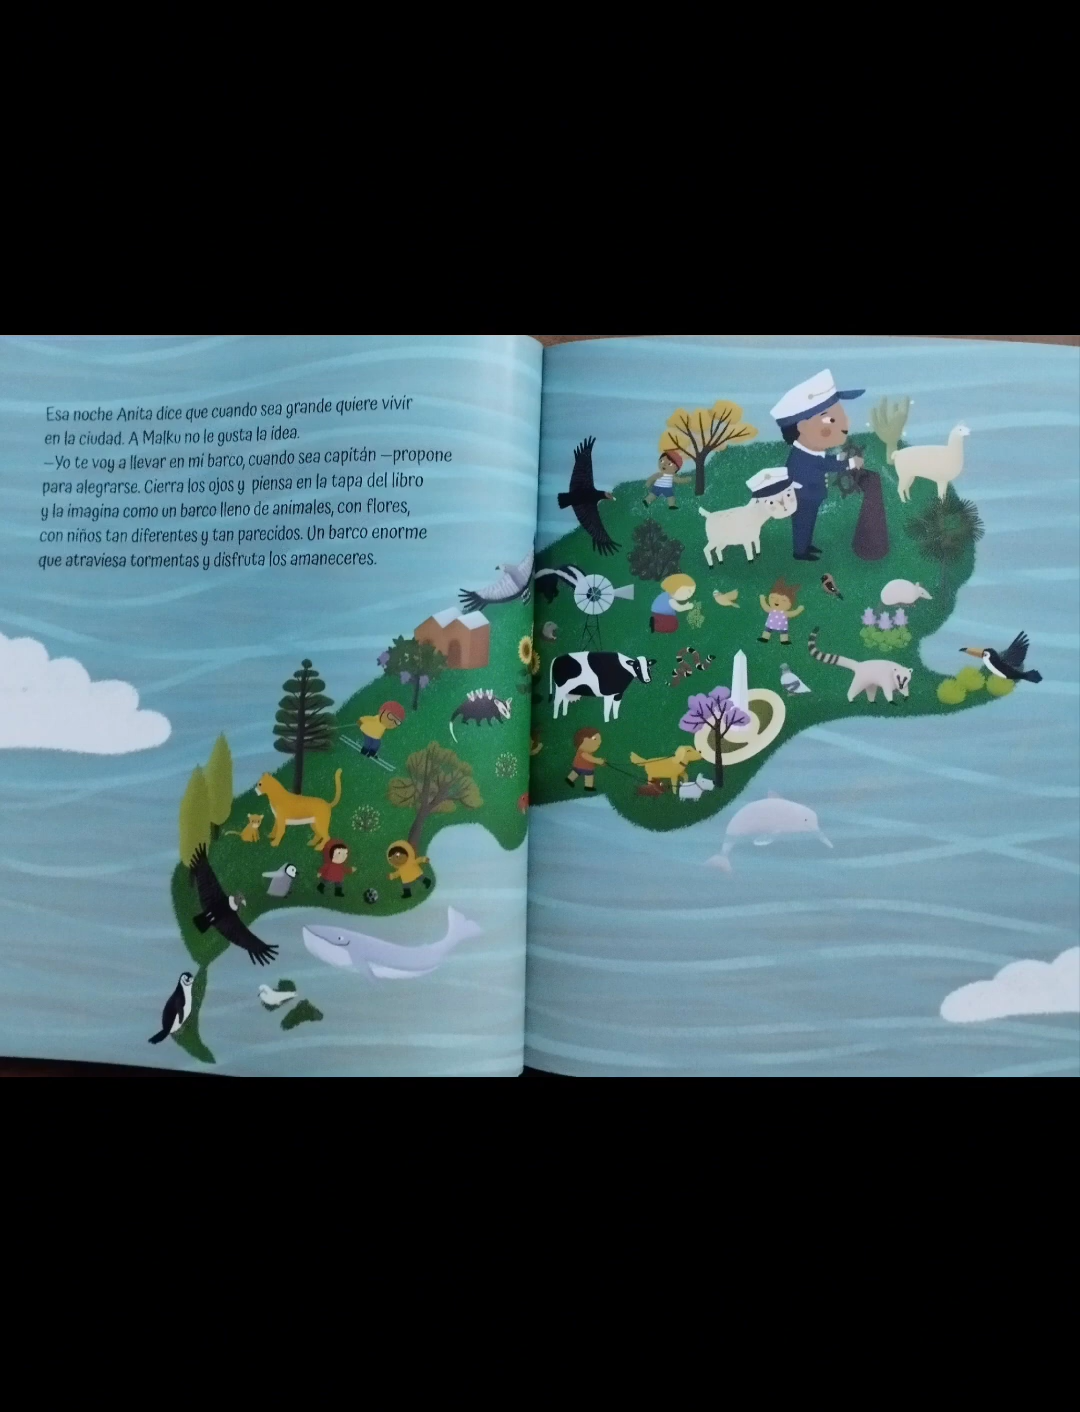 Esa noche Anita dice que cuando sea grande quiere vivir
en la ciudad. A Malku no le gusta la idea.
—Yo te voy a llevar en mi barco, cuando sea capitán —propone
para alegrarse. Cierra los ojos y piensa en la tapa del libro
y la imagina como un barco lleno de animales, con flores,
con niños tan diferentes y tan parecidos. Un barco enorme
que atraviesa tormentas y disfruta los amaneceres.